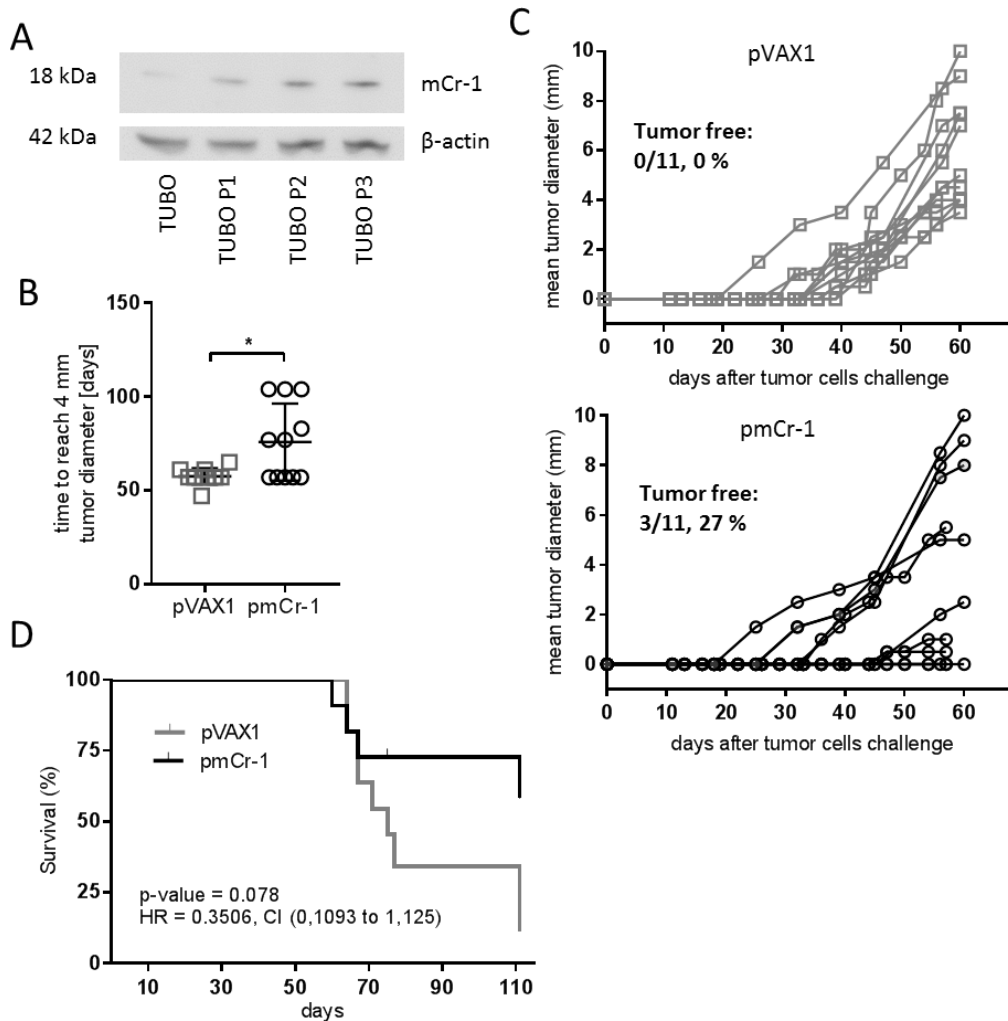 A
18 kDa
mCr-1
42 kDa
β-actin
TUBO
TUBO P1
TUBO P2
TUBO P3
B
time to reach 4 mm
tumor diameter [days]
150
100
50
0
*
pVAX1
pmCr-1
C
pVAX1
mean tumor diameter (mm)
10
8
6
4
2
0
Tumor free:
0/11, 0 %
0 10 20 30 40 50 60
days after tumor cells challenge
pmCr-1
mean tumor diameter (mm)
10
8
6
4
2
0
Tumor free:
3/11, 27 %
0 10 20 30 40 50 60
days after tumor cells challenge
D
Survival (%)
100
75
50
25
0
pVAX1
pmCr-1
p-value = 0.078
HR = 0.3506, CI (0,1093 to 1,125)
10 30 50 70 90 110
days